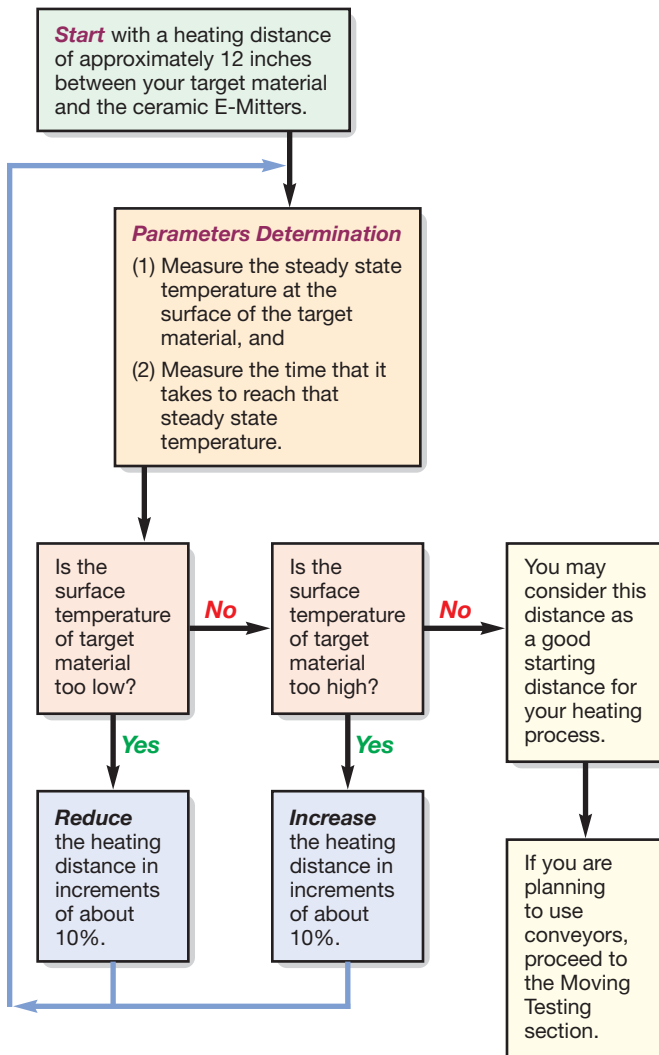 Start with a heating distance
of approximately 12 inches
between your target material
and the ceramic E-Mitters.
Parameters Determination
(1) Measure the steady state
temperature at the
surface of the target
material, and
(2) Measure the time that it
takes to reach that
steady state
temperature.
Is the
surface
temperature
of target
material
too low?
No
Is the
surface
temperature
of target
material
too high?
No
You may
consider this
distance as
a good
starting
distance for
your heating
process.
Yes
Yes
Reduce
the heating
distance in
increments
of about
10%.
Increase
the heating
distance in
increments
of about
10%.
If you are
planning
to use
conveyors,
proceed to
the Moving
Testing
section.